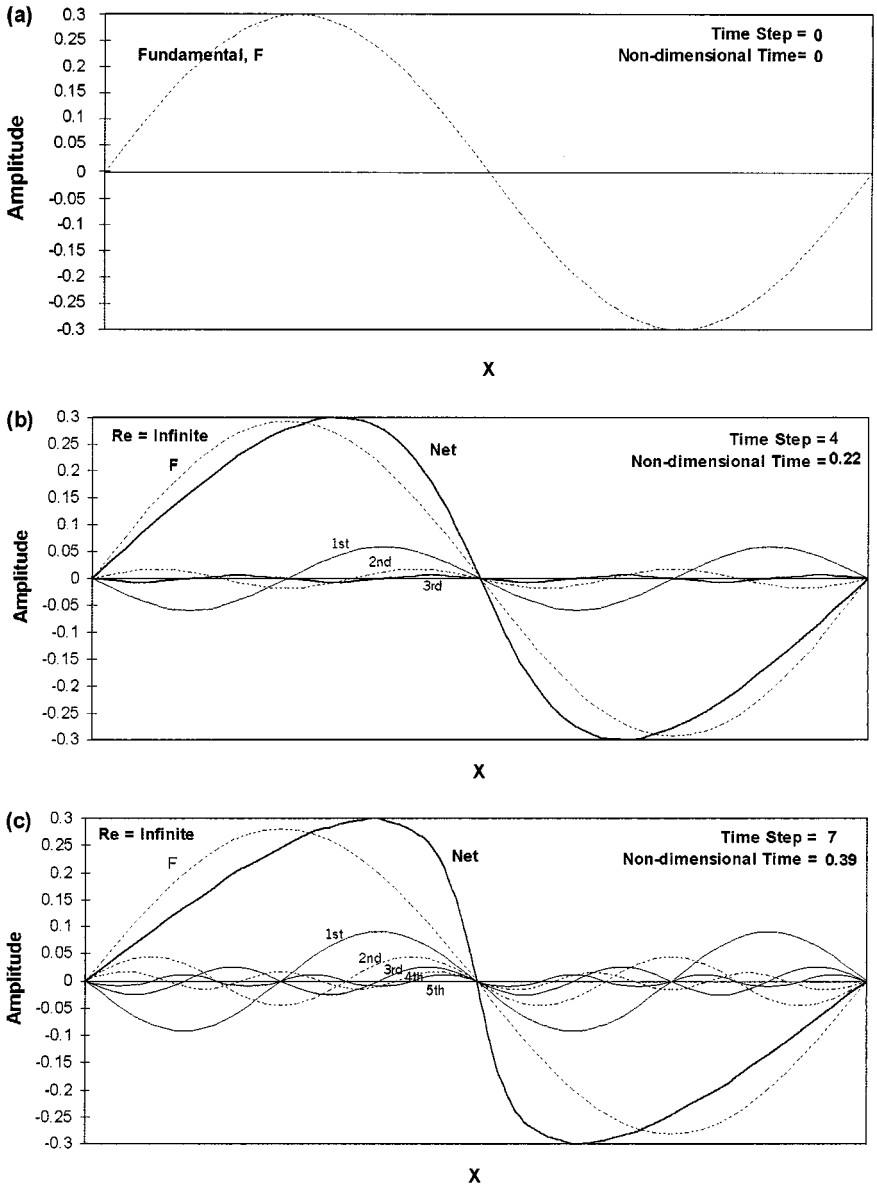 (a)
Fundamental, F
Time Step = 0
Non-dimensional Time= 0
0.3
0.25
0.2
0.15
0.1
0.05
0
-0.05
-0.1
-0.15
-0.2
-0.25
-0.3
Amplitude
X
(b)
Re = Infinite
F
Net
Time Step = 4
Non-dimensional Time = 0.22
1st
2nd
3rd
0.3
0.25
0.2
0.15
0.1
0.05
0
-0.05
-0.1
-0.15
-0.2
-0.25
-0.3
Amplitude
X
(c)
Re = Infinite
F
Net
Time Step = 7
Non-dimensional Time = 0.39
1st
2nd
3rd
4th
5th
0.3
0.25
0.2
0.15
0.1
0.05
0
-0.05
-0.1
-0.15
-0.2
-0.25
-0.3
Amplitude
X